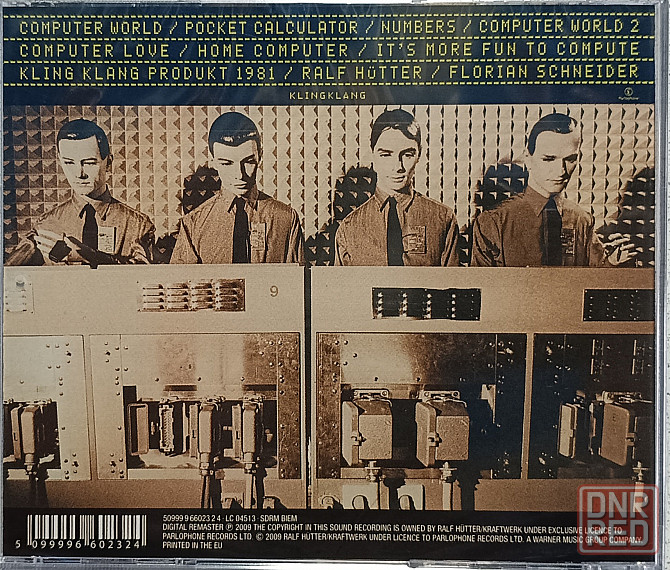 COMPUTER WORLD / POCKET CALCULATOR / NUMBERS / COMPUTER WORLD 2
COMPUTER LOVE / HOME COMPUTER / IT'S MORE FUN TO COMPUTE
KLING KLANG PRODUKT 1981 / RALF HüTTER / FLORIAN SCHNEIDER
KLINGKLANG
Parlophone
9
50999 9 66023 2 4 · LC 04513 · SDRM BIEM
DIGITAL REMASTER ℗ 2009 THE COPYRIGHT IN THIS SOUND RECORDING IS OWNED BY RALF HÜTTER/KRAFTWERK UNDER EXCLUSIVE LICENCE TO
PARLOPHONE RECORDS LTD. © 2009 RALF HÜTTER/KRAFTWERK UNDER LICENCE TO PARLOPHONE RECORDS LTD. A WARNER MUSIC GROUP COMPANY.
PRINTED IN THE EU
5 099996 602324
DNR